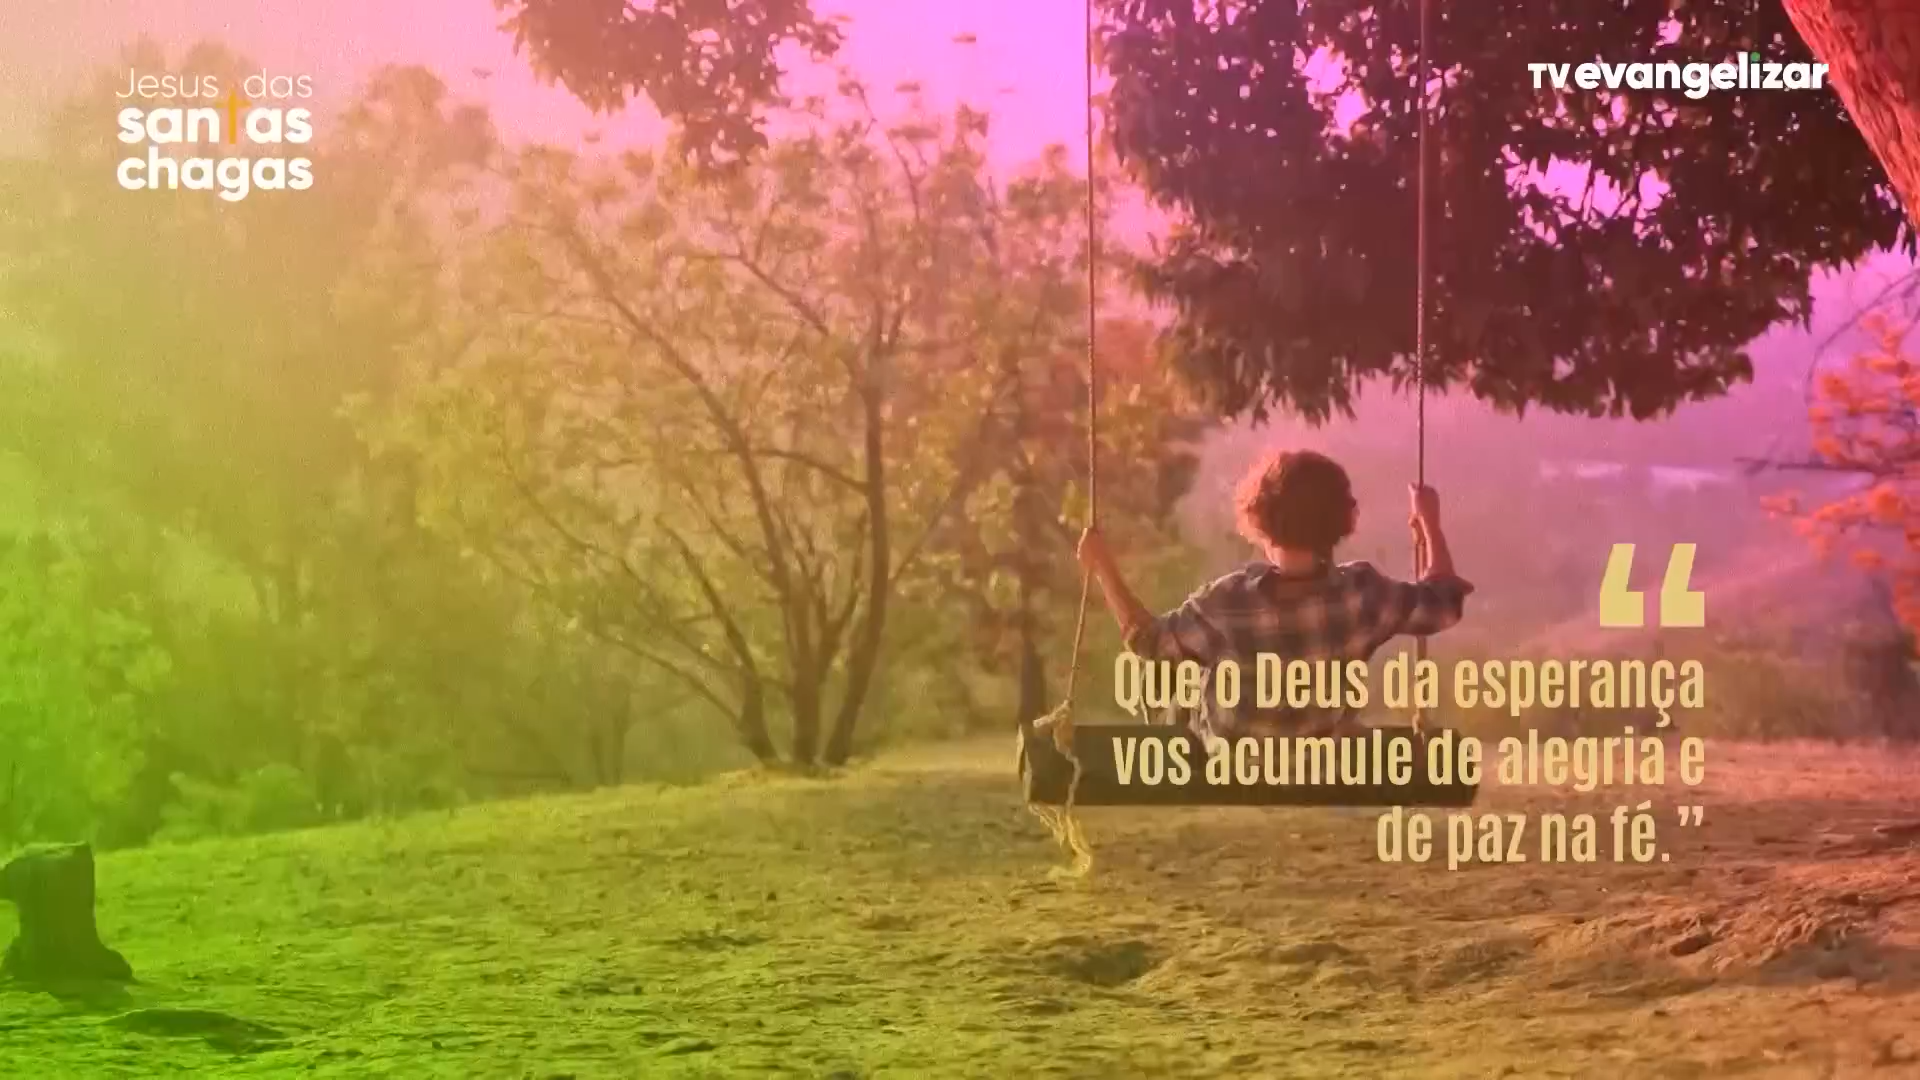 Jesus das
santas
chagas
TV evangelizar
“
Que o Deus da esperança
vos acumule de alegria e
de paz na fé.”